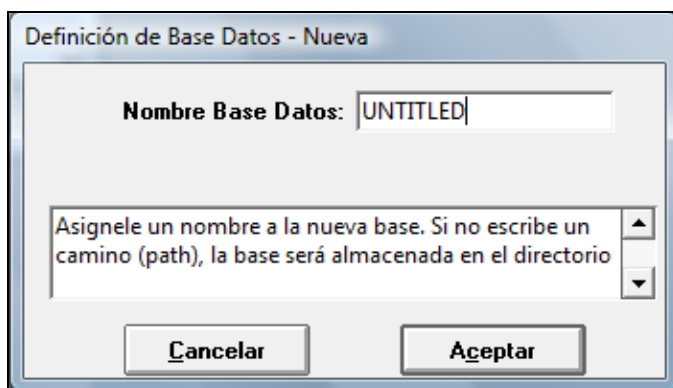 Definición de Base Datos - Nueva
Nombre Base Datos: UNTITLED
Asignele un nombre a la nueva base. Si no escribe un
camino (path), la base será almacenada en el directorio
Cancelar Aceptar